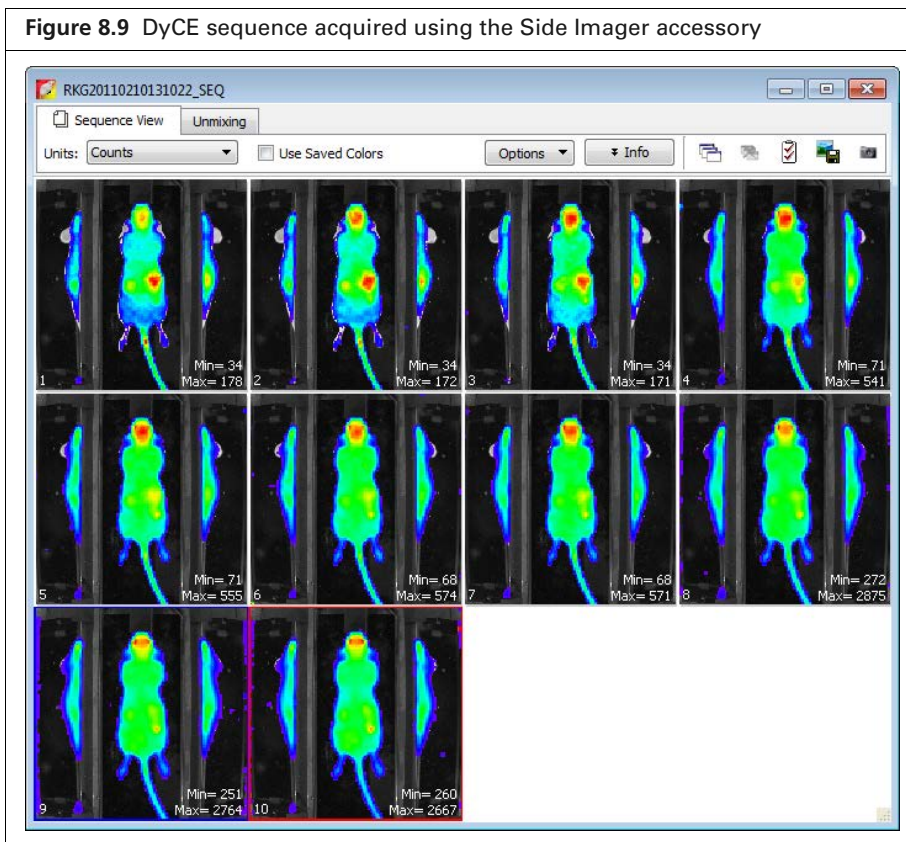 Figure 8.9 DyCE sequence acquired using the Side Imager accessory
RKG20110210131022_SEQ
Sequence View Unmixing
Units: Counts Use Saved Colors Options Info
Min= 34 Min= 34 Min= 34 Min= 71
1 Max= 178 2 Max= 172 3 Max= 171 4 Max= 541
Min= 71 Min= 68 Min= 68 Min= 272
5 Max= 555 6 Max= 574 7 Max= 571 8 Max= 2875
Min= 251 Min= 260
9 Max= 2764 10 Max= 2667